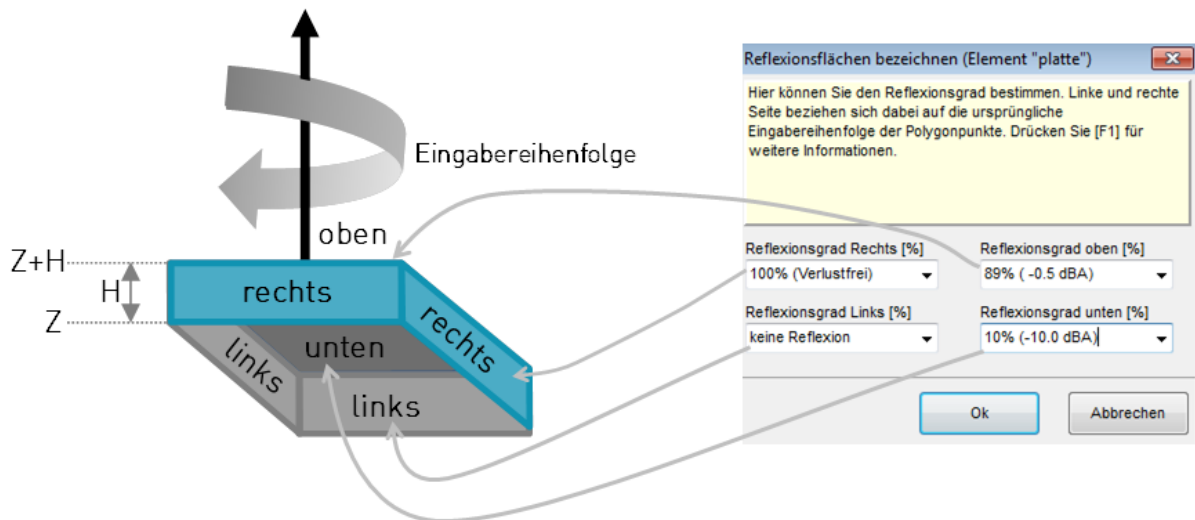 Eingabereihenfolge
oben
Z+H
H
Z
rechts
rechts
links
unten
links
Reflexionsflächen bezeichnen (Element "platte")
Hier können Sie den Reflexionsgrad bestimmen. Linke und rechte
Seite beziehen sich dabei auf die ursprüngliche
Eingabereihenfolge der Polygonpunkte. Drücken Sie [F1] für
weitere Informationen.
Reflexionsgrad Rechts [%]
100% (Verlustfrei)
Reflexionsgrad oben [%]
89% ( -0.5 dBA)
Reflexionsgrad Links [%]
keine Reflexion
Reflexionsgrad unten [%]
10% (-10.0 dBA)
Ok
Abbrechen